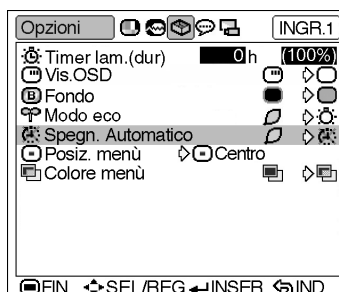 Opzioni INGR.1
Timer lam.(dur) 0 h (100%)
Vis.OSD
B Fondo
Modo eco
Spegn. Automatico
Posiz. menù Centro
Colore menù
FIN SEL/REG INSER IND